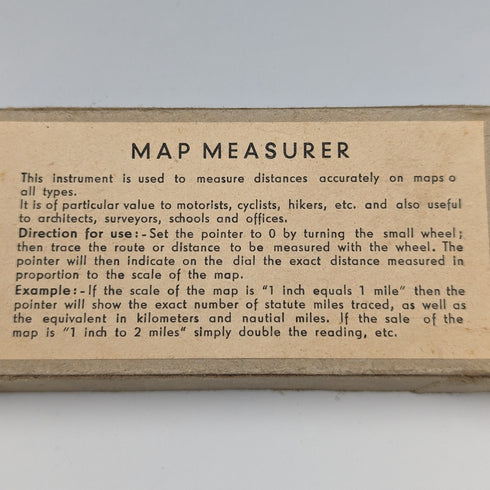 MAP MEASURER
This instrument is used to measure distances accurately on maps o
all types.
It is of particular value to motorists, cyclists, hikers, etc. and also useful
to architects, surveyors, schools and offices.
Direction for use:-Set the pointer to 0 by turning the small wheel;
then trace the route or distance to be measured with the wheel. The
pointer will then indicate on the dial the exact distance measured in
proportion to the scale of the map.
Example:-If the scale of the map is "1 inch equals 1 mile" then the
pointer will show the exact number of statute miles traced, as well as
the equivalent in kilometers and nautial miles. If the sale of the
map is "1 inch to 2 miles" simply double the reading, etc.